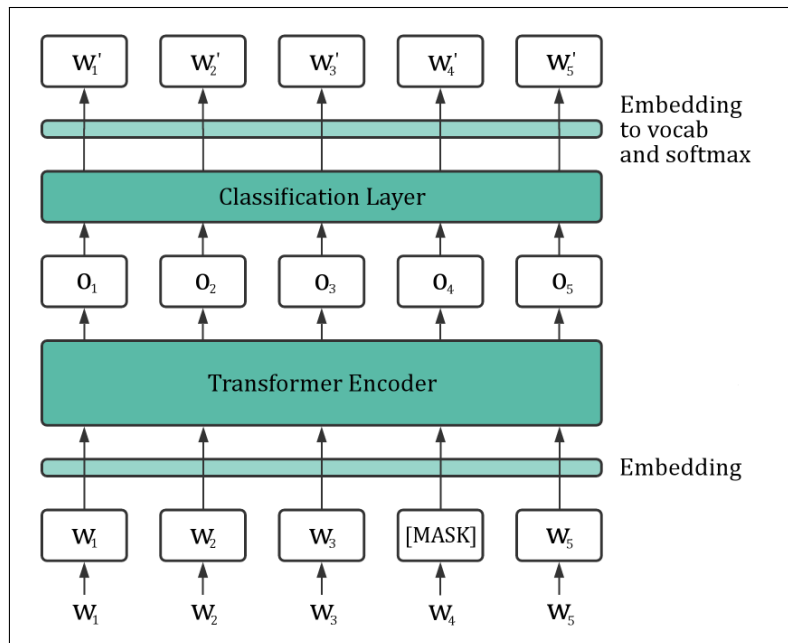 w₁' w₂' w₃' w₄' w₅'
Embedding
to vocab
and softmax
Classification Layer
O₁ O₂ O₃ O₄ O₅
Transformer Encoder
Embedding
W₁ W₂ W₃ [MASK] W₅
W₁ W₂ W₃ W₄ W₅